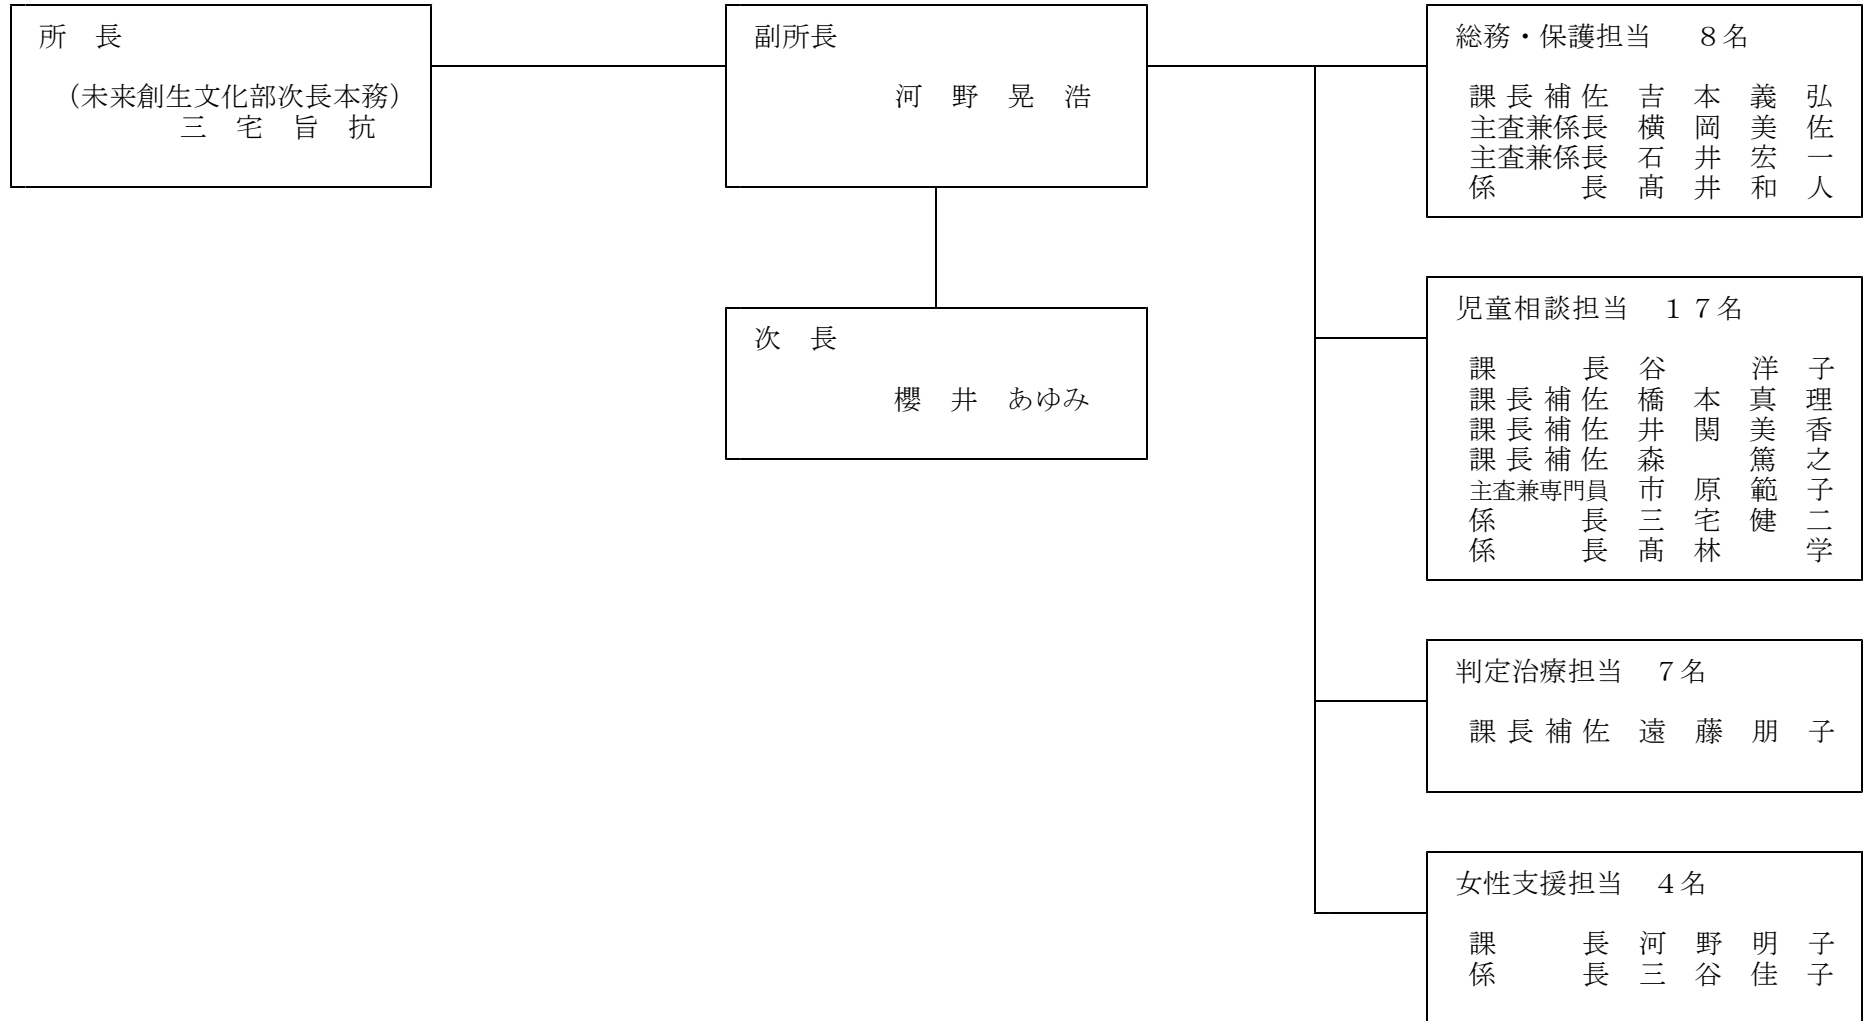 所　長
（未来創生文化部次長本務）
三　宅　旨　抗
副所長
河　野　晃　浩
次　長
櫻　井　あゆみ
総務・保護担当　８名
課長補佐　吉　本　義　弘
主査兼係長　横　岡　美　佐
主査兼係長　石　井　宏　一
係　　　長　髙　井　和　人
児童相談担当　１７名
課　　　長　谷　　　洋　子
課長補佐　橋　本　真　理
課長補佐　井　関　美　香
課長補佐　森　　　篤　之
主査兼専門員　市　原　範　子
係　　　長　三　宅　健　二
係　　　長　髙　林　　　学
判定治療担当　７名
課長補佐　遠　藤　朋　子
女性支援担当　４名
課　　　長　河　野　明　子
係　　　長　三　谷　佳　子